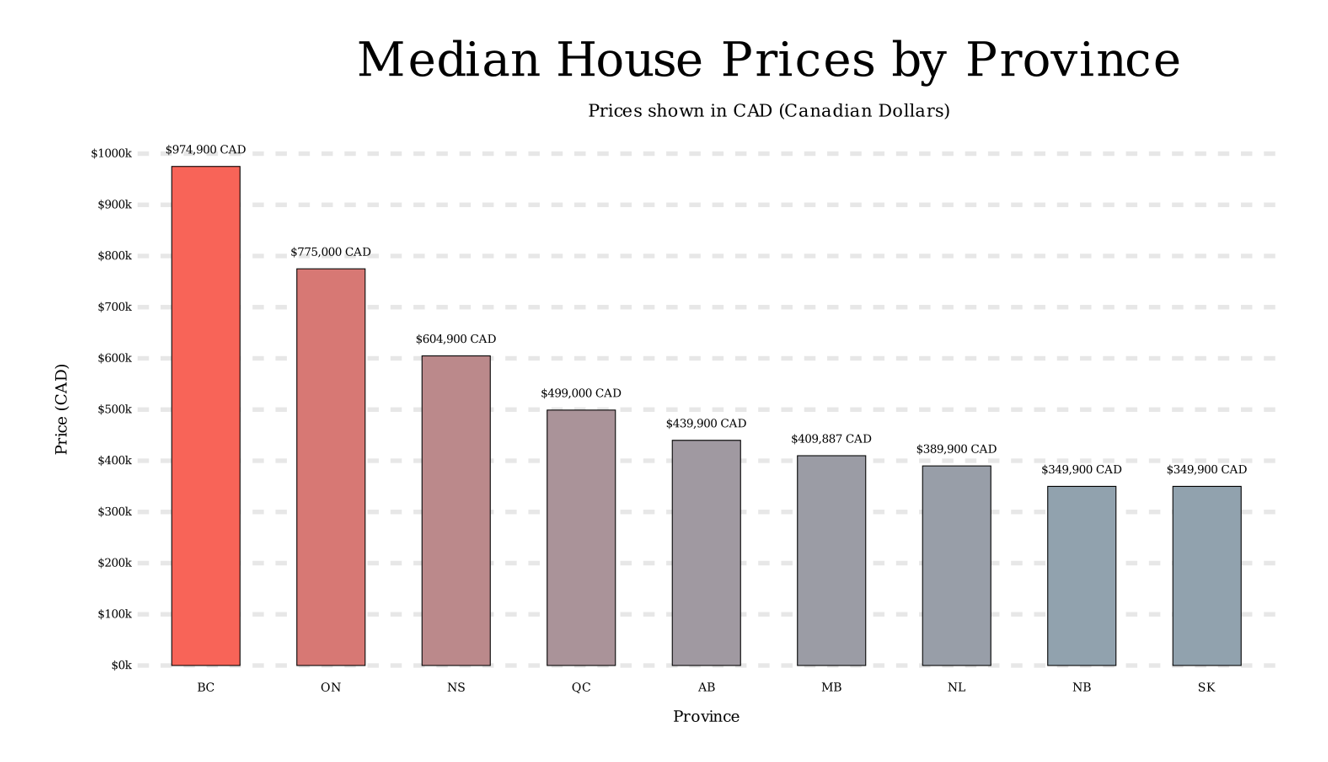 Median House Prices by Province
Prices shown in CAD (Canadian Dollars)
$1000k
$900k
$800k
$700k
$600k
$500k
$400k
$300k
$200k
$100k
$0k
Price (CAD)
$974,900 CAD
$775,000 CAD
$604,900 CAD
$499,000 CAD
$439,900 CAD
$409,887 CAD
$389,900 CAD
$349,900 CAD
$349,900 CAD
BC
ON
NS
QC
AB
MB
NL
NB
SK
Province